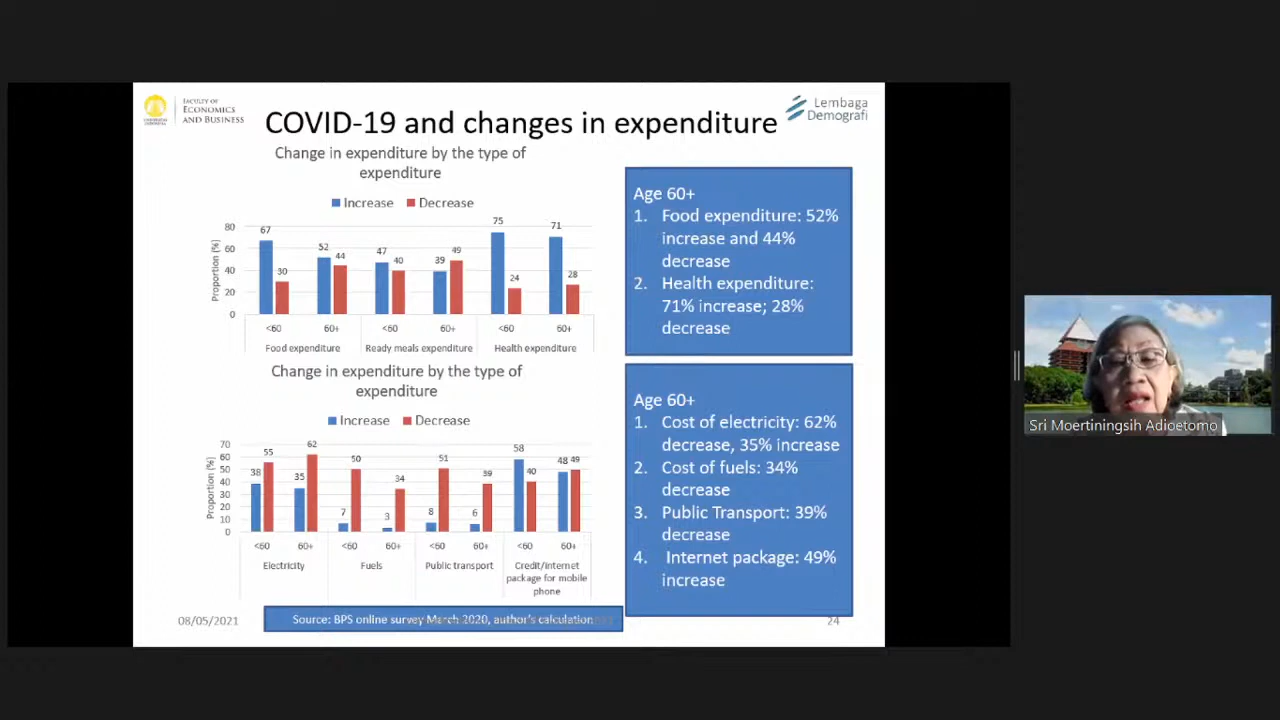 FACULTY OF
ECONOMICS
AND BUSINESS
COVID-19 and changes in expenditure
Lembaga
Demografi
Change in expenditure by the type of
expenditure
Increase Decrease
Proportion (%)
80
60
40
20
0
67 30 52 44 47 40 39 49 75 24 71 28
<60 60+ <60 60+ <60 60+
Food expenditure Ready meals expenditure Health expenditure
Age 60+
1. Food expenditure: 52%
increase and 44%
decrease
2. Health expenditure:
71% increase; 28%
decrease
Change in expenditure by the type of
expenditure
Increase Decrease
Proportion (%)
70
60
50
40
30
20
10
0
38 55 35 62 7 50 3 34 8 51 6 39 58 40 48 49
<60 60+ <60 60+ <60 60+ <60 60+
Electricity Fuels Public transport Credit/internet
package for mobile
phone
Age 60+
1. Cost of electricity: 62%
decrease, 35% increase
2. Cost of fuels: 34%
decrease
3. Public Transport: 39%
decrease
4. Internet package: 49%
increase
08/05/2021
Source: BPS online survey March 2020, author's calculation
24
Sri Moertiningsih Adioetomo